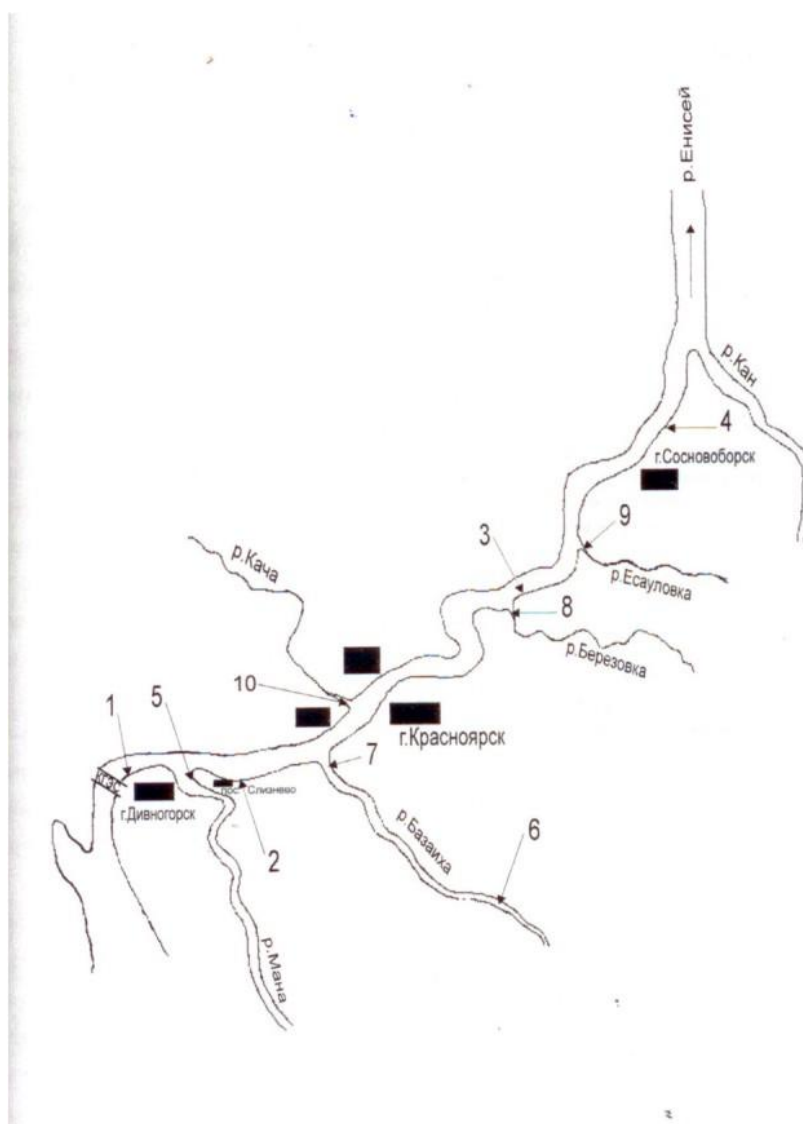 р.Енисей
р.Кан
4
г.Сосновоборск
9
3
р.Кача
р.Есауловка
8
р.Березовка
10
1
5
г.Красноярск
7
КГЭС
пос. Слизнево
г.Дивногорск
р.Базаиха
2
6
р.Мана